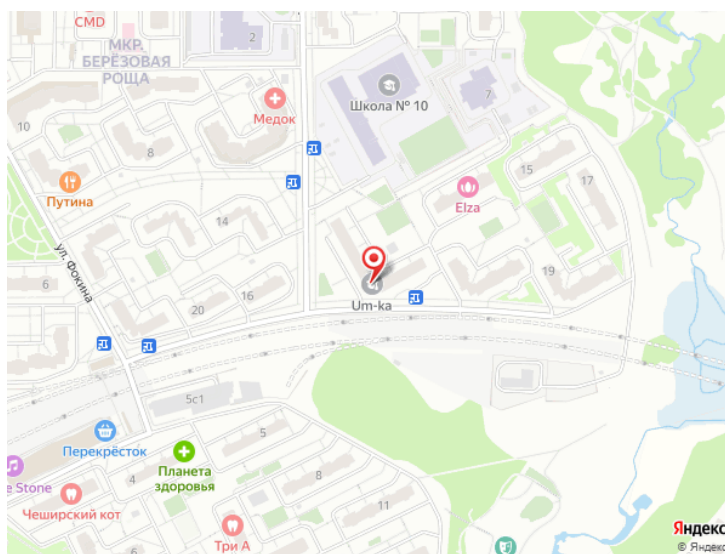 CMD
2
МКР.
БЕРЁЗОВАЯ
РОЩА
Школа № 10
7
Медок
10
8
15
17
Путина
Elza
14
ул. Фокина
6
16
20
19
Um-ka
5с1
Перекрёсток
5
Планета
здоровья
e Stone
8
Чеширский кот
11
Три А
Яндекс
© Яндекс